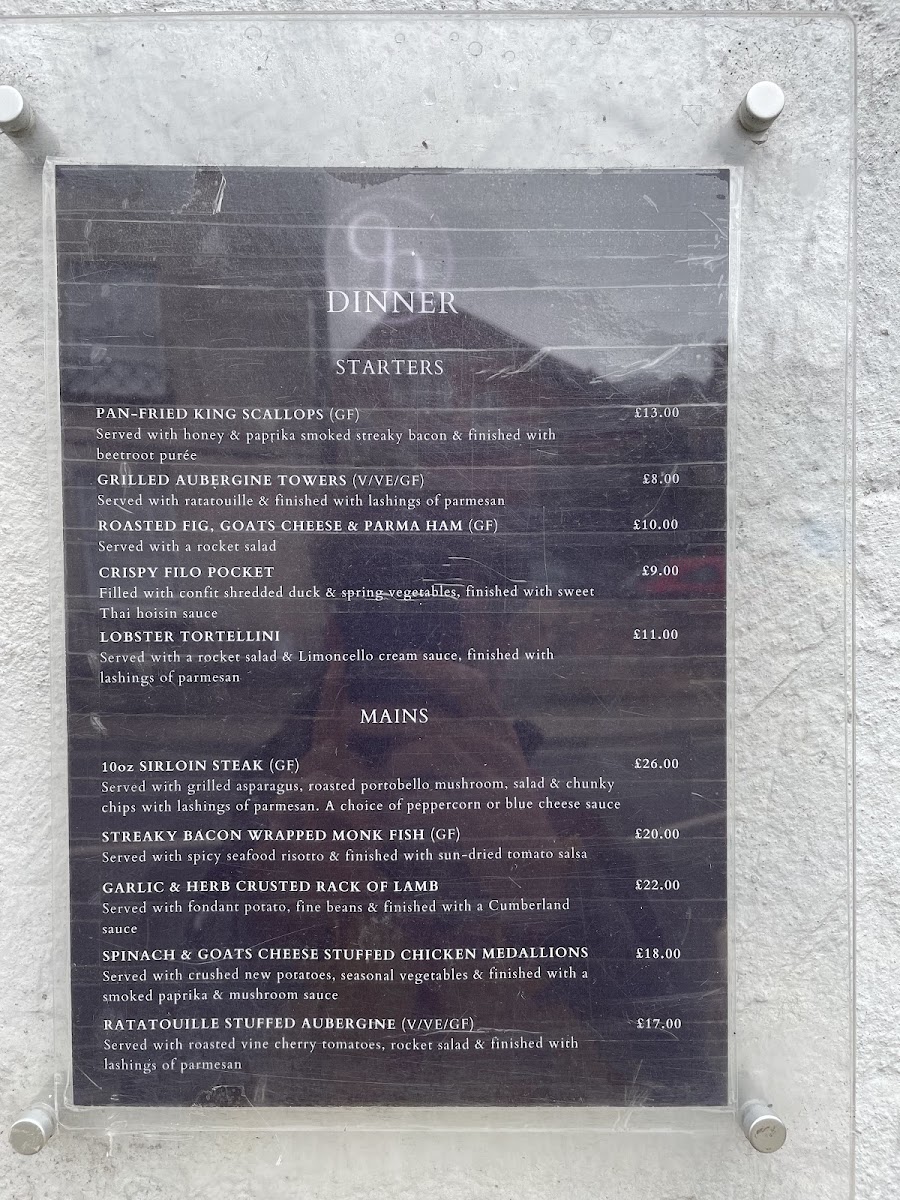 DINNER
STARTERS
PAN-FRIED KING SCALLOPS (GF) £13.00
Served with honey & paprika smoked streaky bacon & finished with
beetroot purée
GRILLED AUBERGINE TOWERS (V/VE/GF) £8.00
Served with ratatouille & finished with lashings of parmesan
ROASTED FIG, GOATS CHEESE & PARMA HAM (GF) £10.00
Served with a rocket salad
CRISPY FILO POCKET £9.00
Filled with confit shredded duck & spring vegetables, finished with sweet
Thai hoisin sauce
LOBSTER TORTELLINI £11.00
Served with a rocket salad & Limoncello cream sauce, finished with
lashings of parmesan
MAINS
10oz SIRLOIN STEAK (GF) £26.00
Served with grilled asparagus, roasted portobello mushroom, salad & chunky
chips with lashings of parmesan. A choice of peppercorn or blue cheese sauce
STREAKY BACON WRAPPED MONK FISH (GF) £20.00
Served with spicy seafood risotto & finished with sun-dried tomato salsa
GARLIC & HERB CRUSTED RACK OF LAMB £22.00
Served with fondant potato, fine beans & finished with a Cumberland
sauce
SPINACH & GOATS CHEESE STUFFED CHICKEN MEDALLIONS £18.00
Served with crushed new potatoes, seasonal vegetables & finished with a
smoked paprika & mushroom sauce
RATATOUILLE STUFFED AUBERGINE (V/VE/GF) £17.00
Served with roasted vine cherry tomatoes, rocket salad & finished with
lashings of parmesan